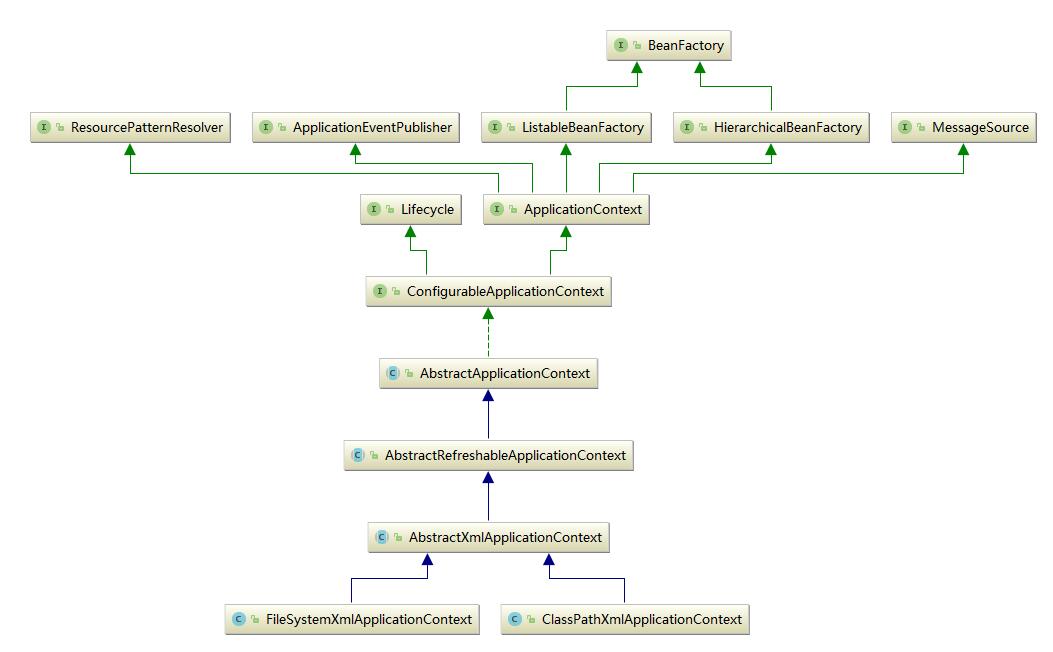 I BeanFactory
I ResourcePatternResolver
I ApplicationEventPublisher
I ListableBeanFactory
I HierarchicalBeanFactory
I MessageSource
I Lifecycle
I ApplicationContext
I ConfigurableApplicationContext
C AbstractApplicationContext
C AbstractRefreshableApplicationContext
C AbstractXmlApplicationContext
C FileSystemXmlApplicationContext
C ClassPathXmlApplicationContext